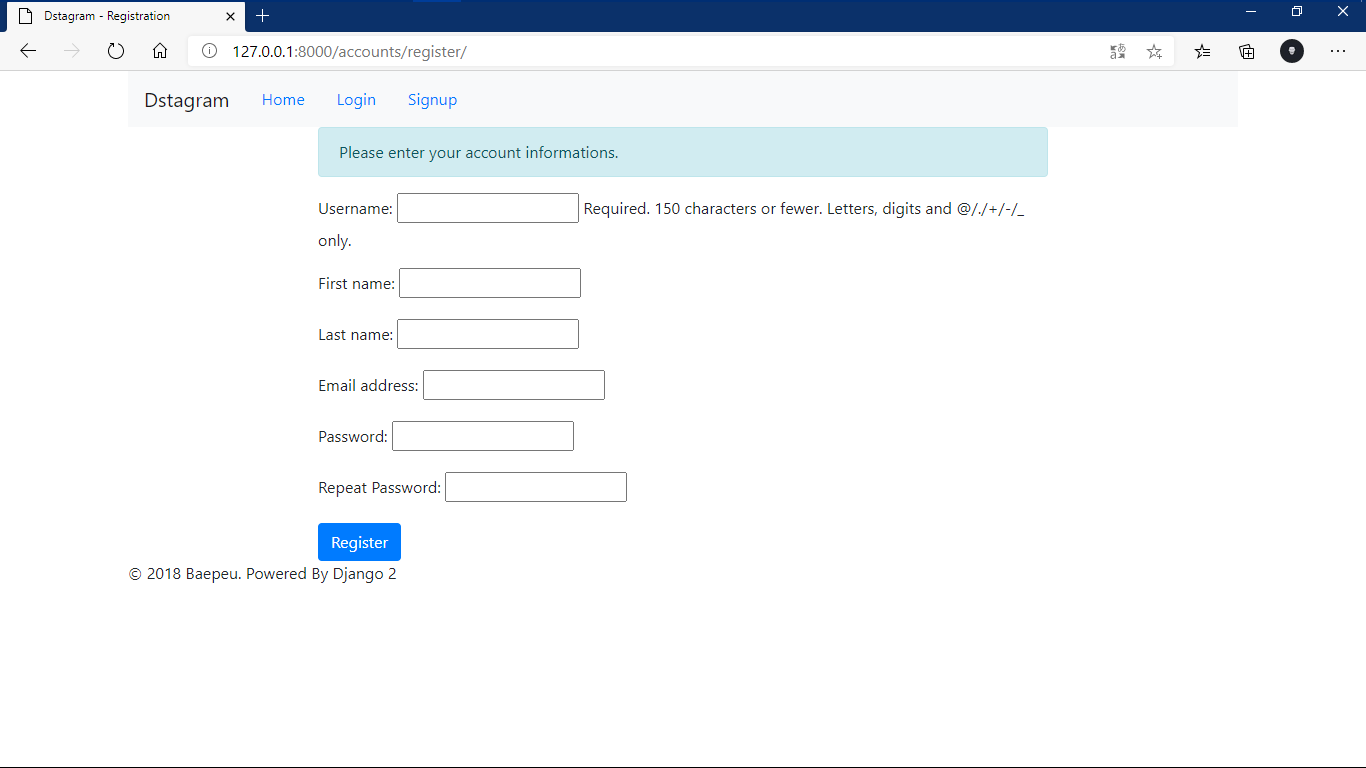 Dstagram - Registration
127.0.0.1:8000/accounts/register/
Dstagram Home Login Signup
Please enter your account informations.
Username: Required. 150 characters or fewer. Letters, digits and @/./+/-/_
only.
First name:
Last name:
Email address:
Password:
Repeat Password:
Register
© 2018 Baepeu. Powered By Django 2